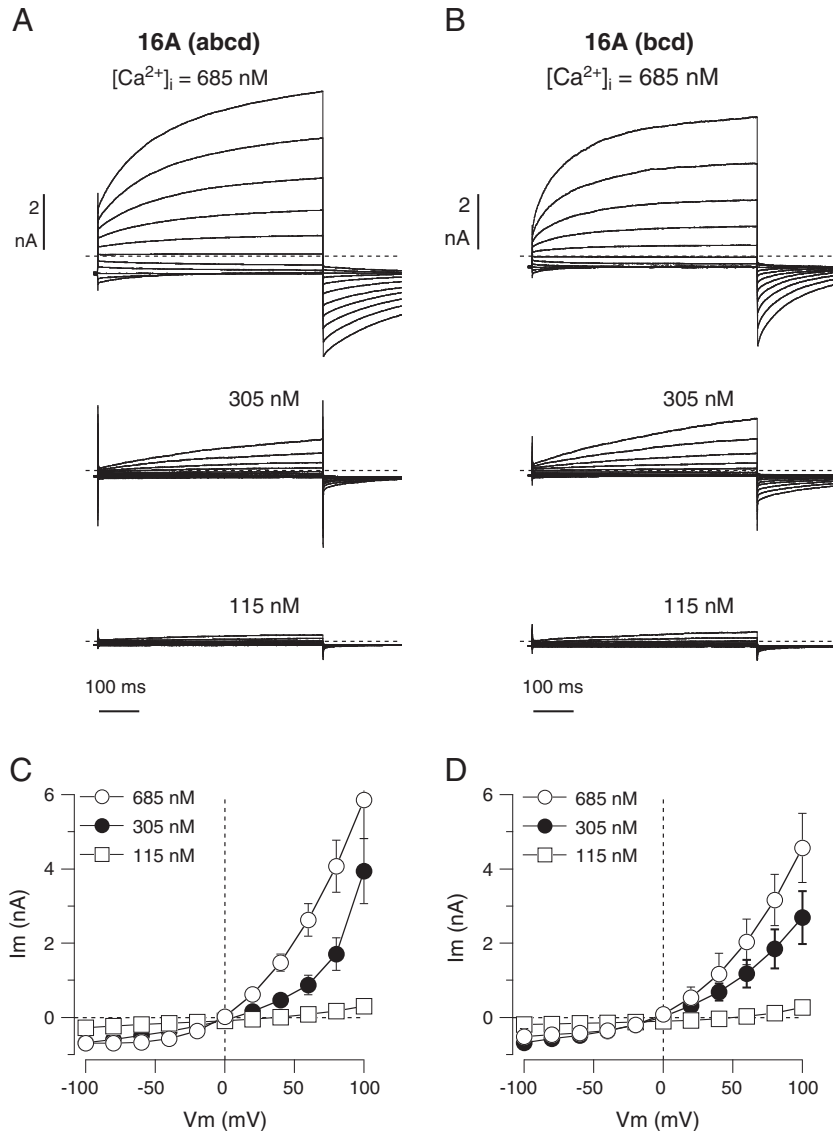 A
16A (abcd)
[Ca²⁺]ᵢ = 685 nM
2
nA
305 nM
115 nM
100 ms
B
16A (bcd)
[Ca²⁺]ᵢ = 685 nM
2
nA
305 nM
115 nM
100 ms
C
685 nM
305 nM
115 nM
6
4
2
0
Im (nA)
-100
-50
0
50
100
Vm (mV)
D
685 nM
305 nM
115 nM
6
4
2
0
Im (nA)
-100
-50
0
50
100
Vm (mV)